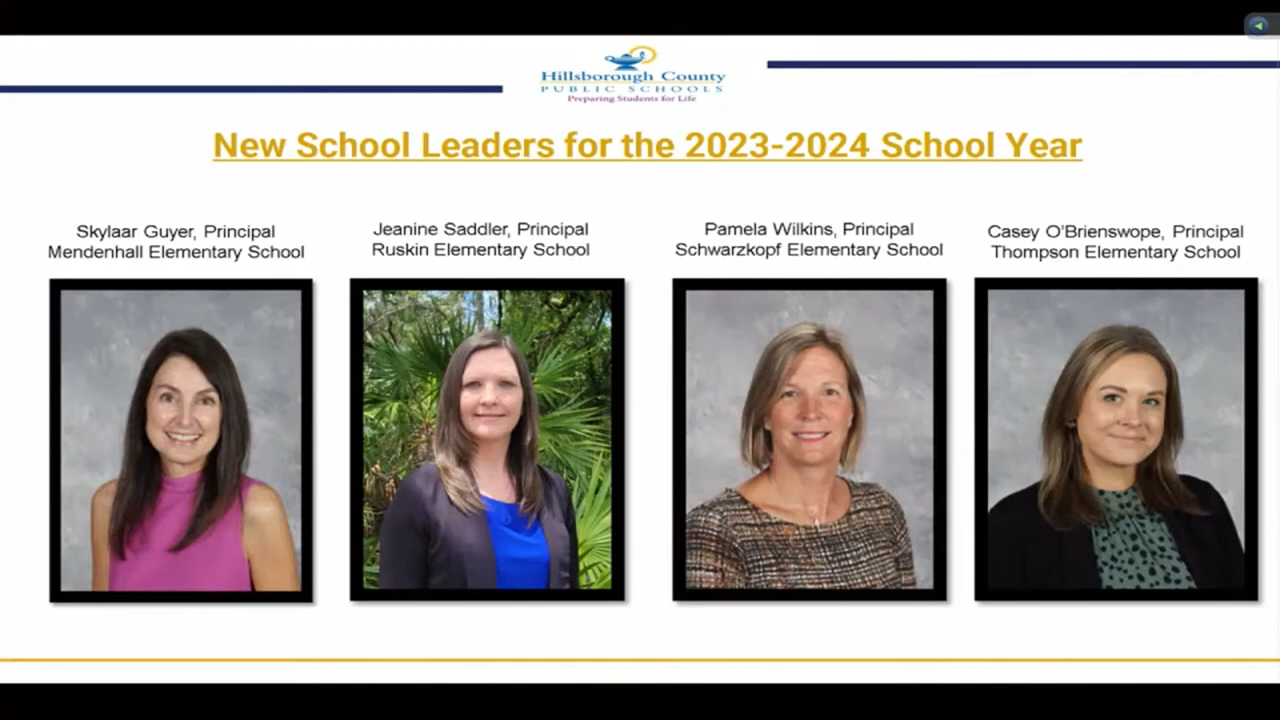 Hillsborough County
PUBLIC SCHOOLS
Preparing Students for Life
New School Leaders for the 2023-2024 School Year
Skylaar Guyer, Principal
Mendenhall Elementary School
Jeanine Saddler, Principal
Ruskin Elementary School
Pamela Wilkins, Principal
Schwarzkopf Elementary School
Casey O'Brienswope, Principal
Thompson Elementary School